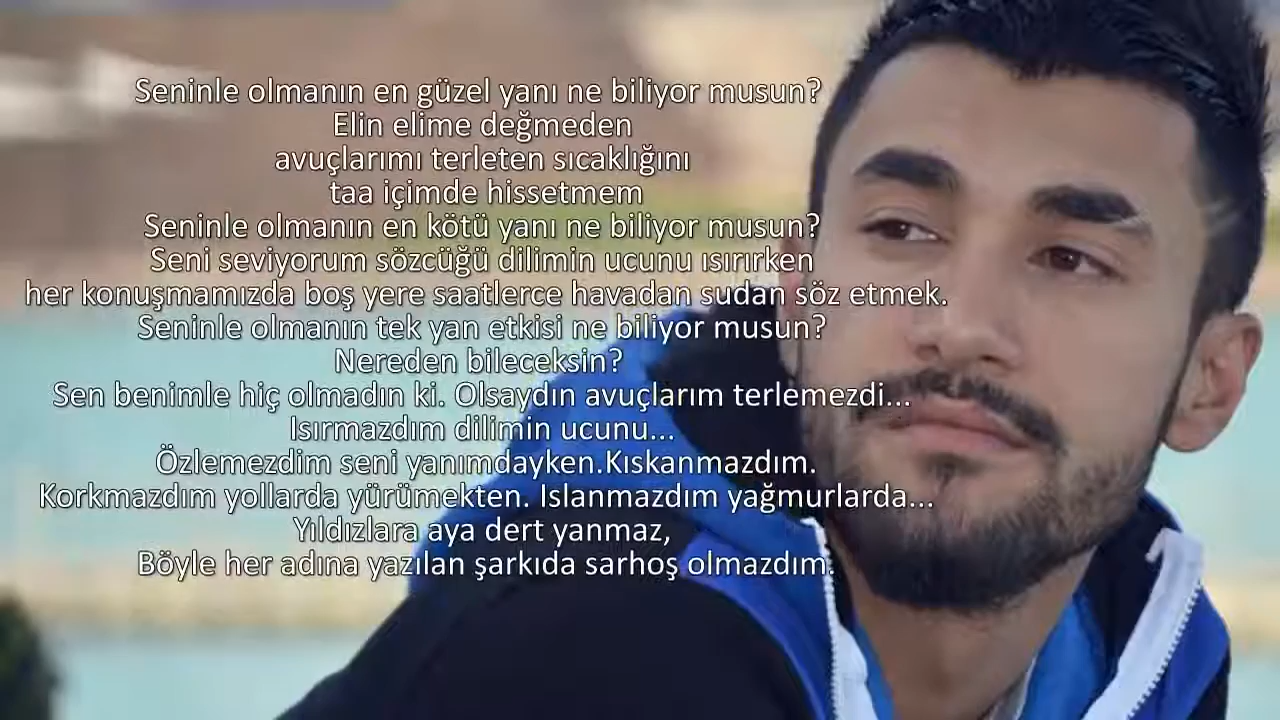 Seninle olmanın en güzel yanı ne biliyor musun?
Elin elime değmeden
avuçlarımı terleten sıcaklığını
taa içimde hissetmem
Seninle olmanın en kötü yanı ne biliyor musun?
Seni seviyorum sözcüğü dilimin ucunu ısırırken
her konuşmamızda boş yere saatlerce havadan sudan söz etmek.
Seninle olmanın tek yan etkisi ne biliyor musun?
Nereden bileceksin?
Sen benimle hiç olmadın ki. Olsaydın avuçlarım terlemezdi...
Isırmazdım dilimin ucunu...
Özlemezdim seni yanımdayken.Kıskanmazdım.
Korkmazdım yollarda yürümekten. Islanmazdım yağmurlarda...
Yıldızlara aya dert yanmaz,
Böyle her adına yazılan şarkıda sarhoş olmazdım.